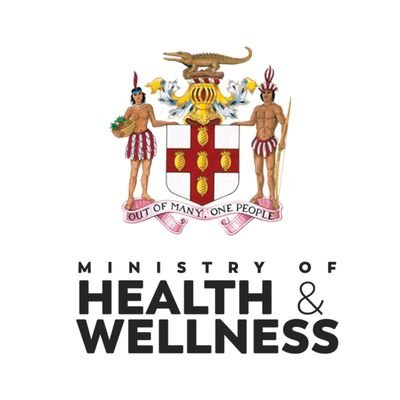 OUT OF MANY, ONE PEOPLE
MINISTRY OF
HEALTH &
WELLNESS